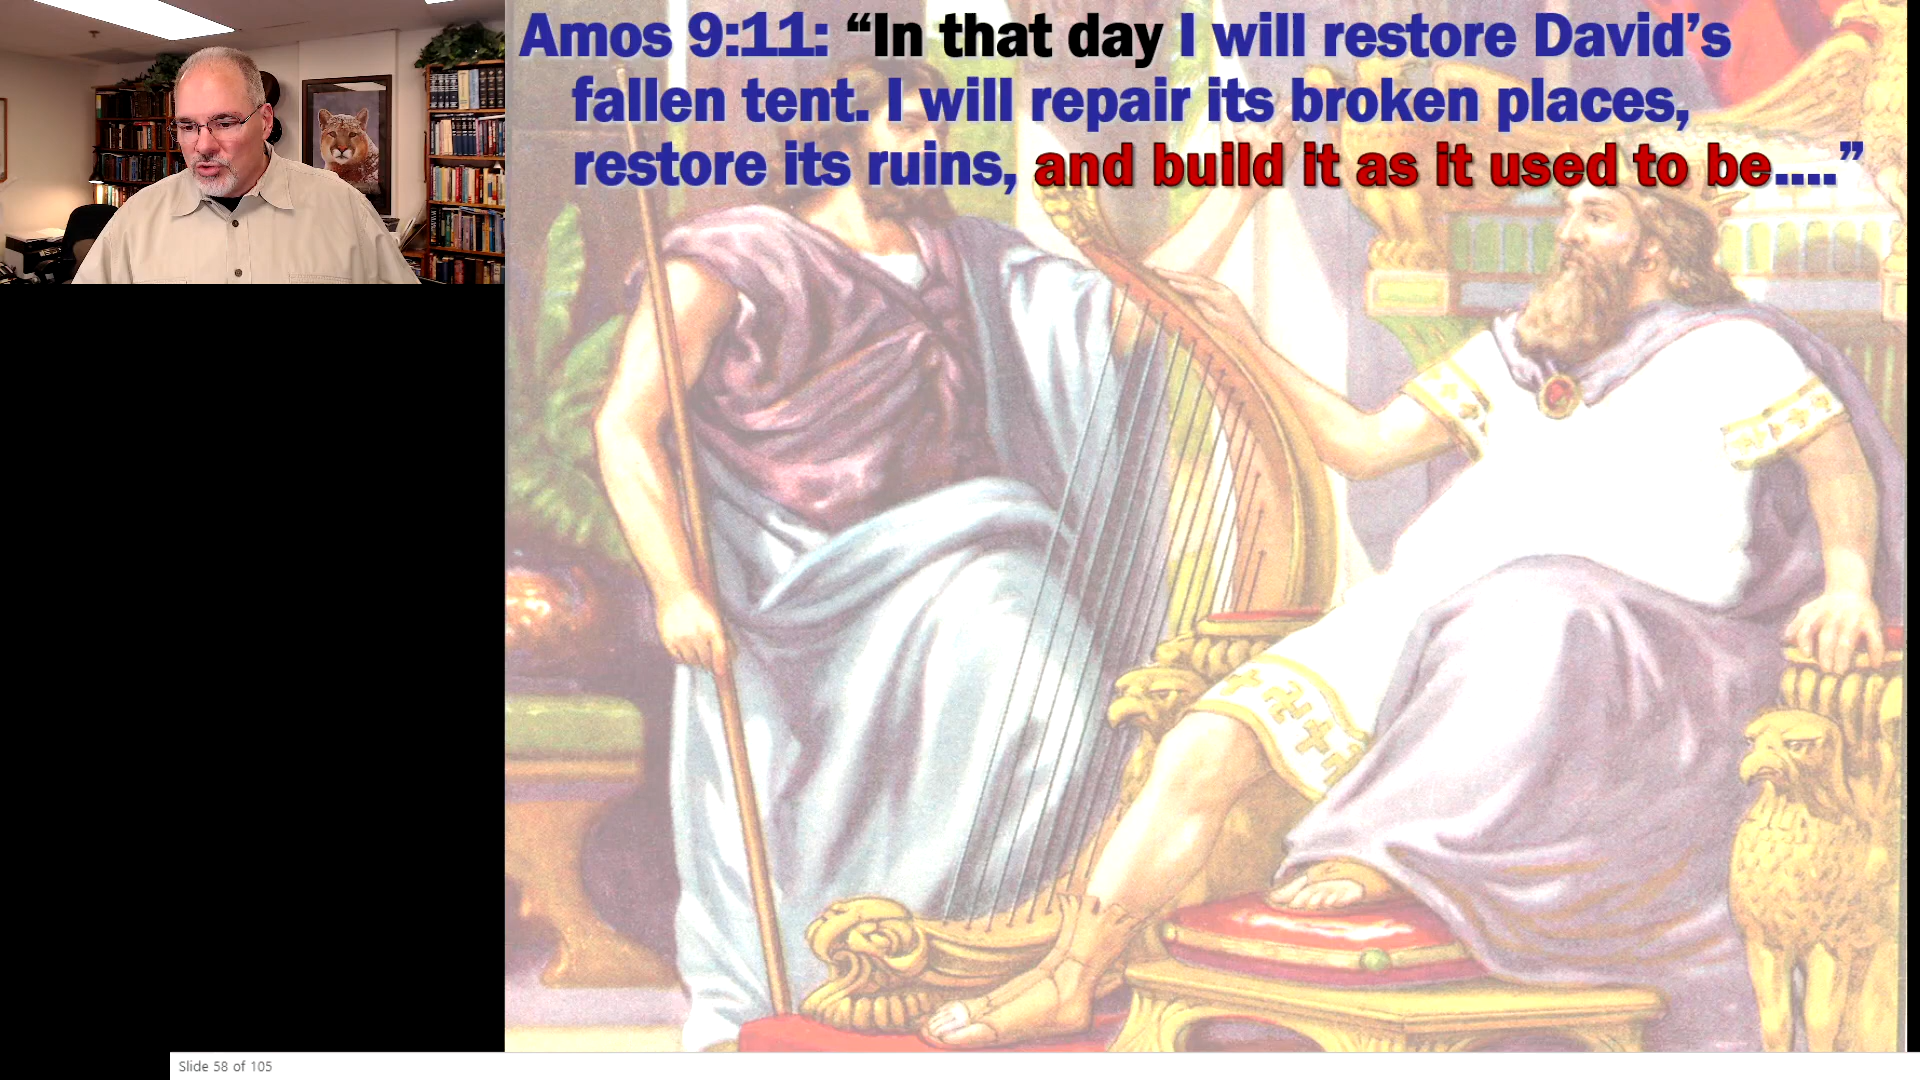 Amos 9:11: “In that day I will restore David’s
fallen tent. I will repair its broken places,
restore its ruins, and build it as it used to be....”
Slide 58 of 105